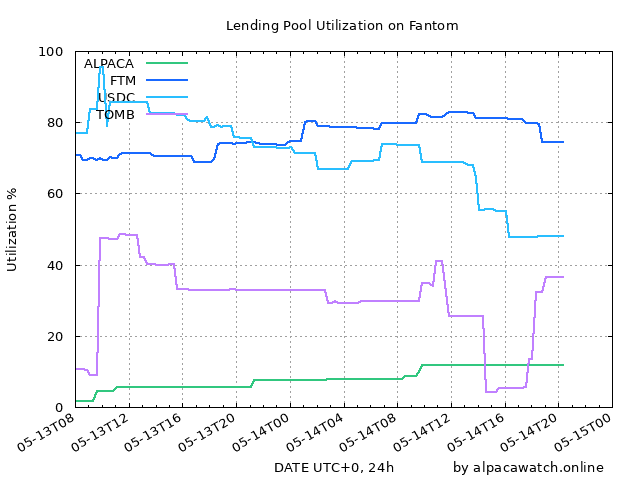 Lending Pool Utilization on Fantom
100
80
60
40
20
0
Utilization %
ALPACA
FTM
USDC
TOMB
05-13T08
05-13T12
05-13T16
05-13T20
05-14T00
05-14T04
05-14T08
05-14T12
05-14T16
05-14T20
05-15T00
DATE UTC+0, 24h
by alpacawatch.online